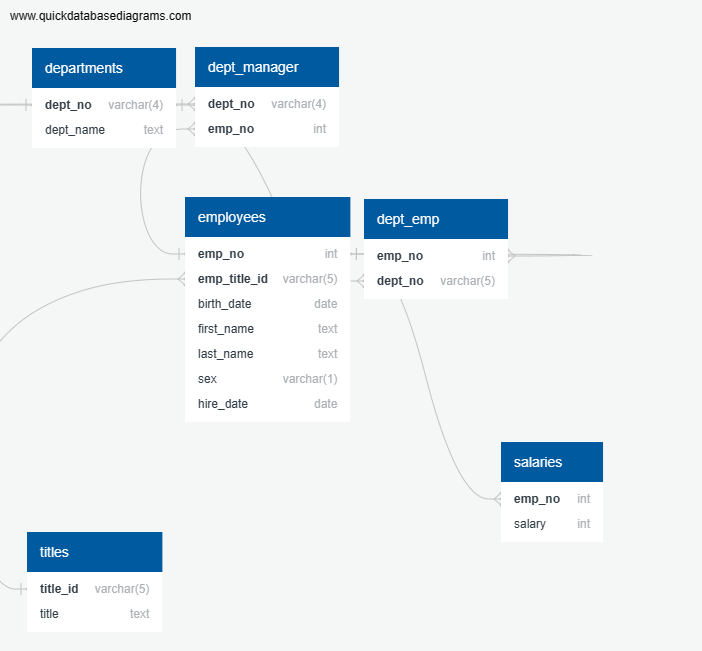 www.quickdatabasediagrams.com
departments
dept_no varchar(4)
dept_name text
dept_manager
dept_no varchar(4)
emp_no int
employees
emp_no int
emp_title_id varchar(5)
birth_date date
first_name text
last_name text
sex varchar(1)
hire_date date
dept_emp
emp_no int
dept_no varchar(5)
salaries
emp_no int
salary int
titles
title_id varchar(5)
title text